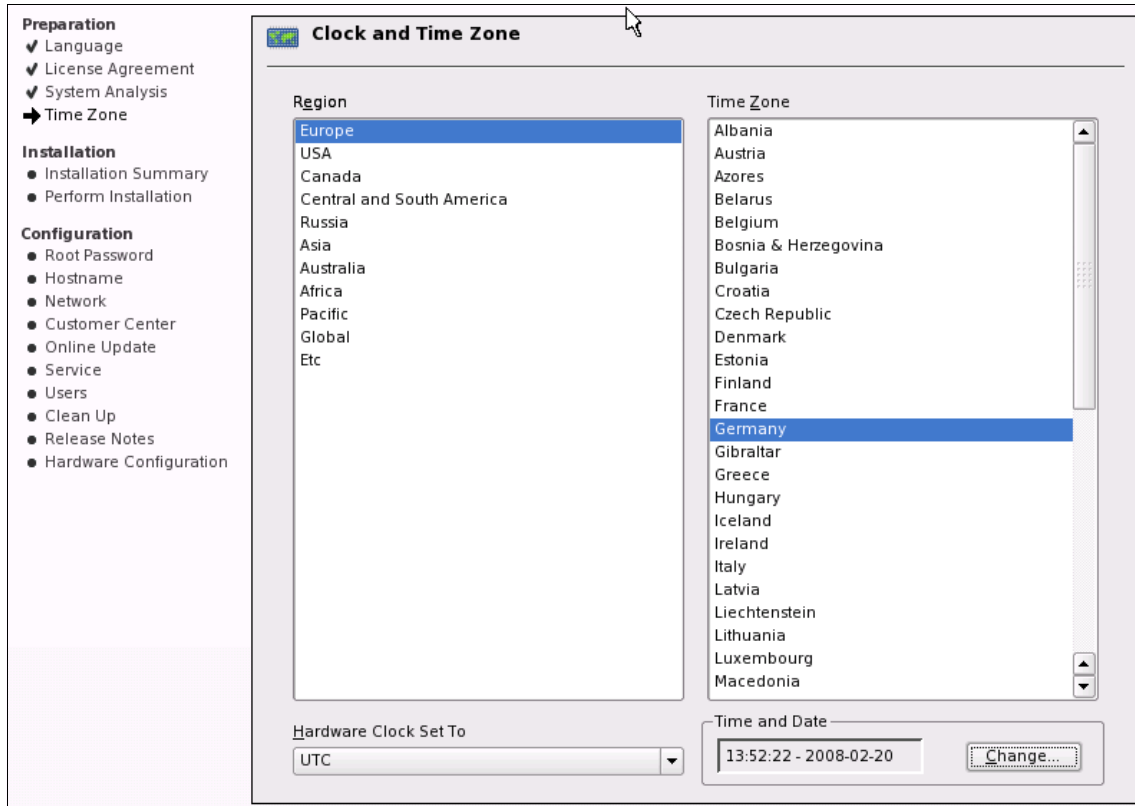 Preparation
Language
License Agreement
System Analysis
Time Zone
Installation
Installation Summary
Perform Installation
Configuration
Root Password
Hostname
Network
Customer Center
Online Update
Service
Users
Clean Up
Release Notes
Hardware Configuration
Clock and Time Zone
Region
Europe
USA
Canada
Central and South America
Russia
Asia
Australia
Africa
Pacific
Global
Etc
Hardware Clock Set To
UTC
Time Zone
Albania
Austria
Azores
Belarus
Belgium
Bosnia & Herzegovina
Bulgaria
Croatia
Czech Republic
Denmark
Estonia
Finland
France
Germany
Gibraltar
Greece
Hungary
Iceland
Ireland
Italy
Latvia
Liechtenstein
Lithuania
Luxembourg
Macedonia
Time and Date
13:52:22 - 2008-02-20
Change...